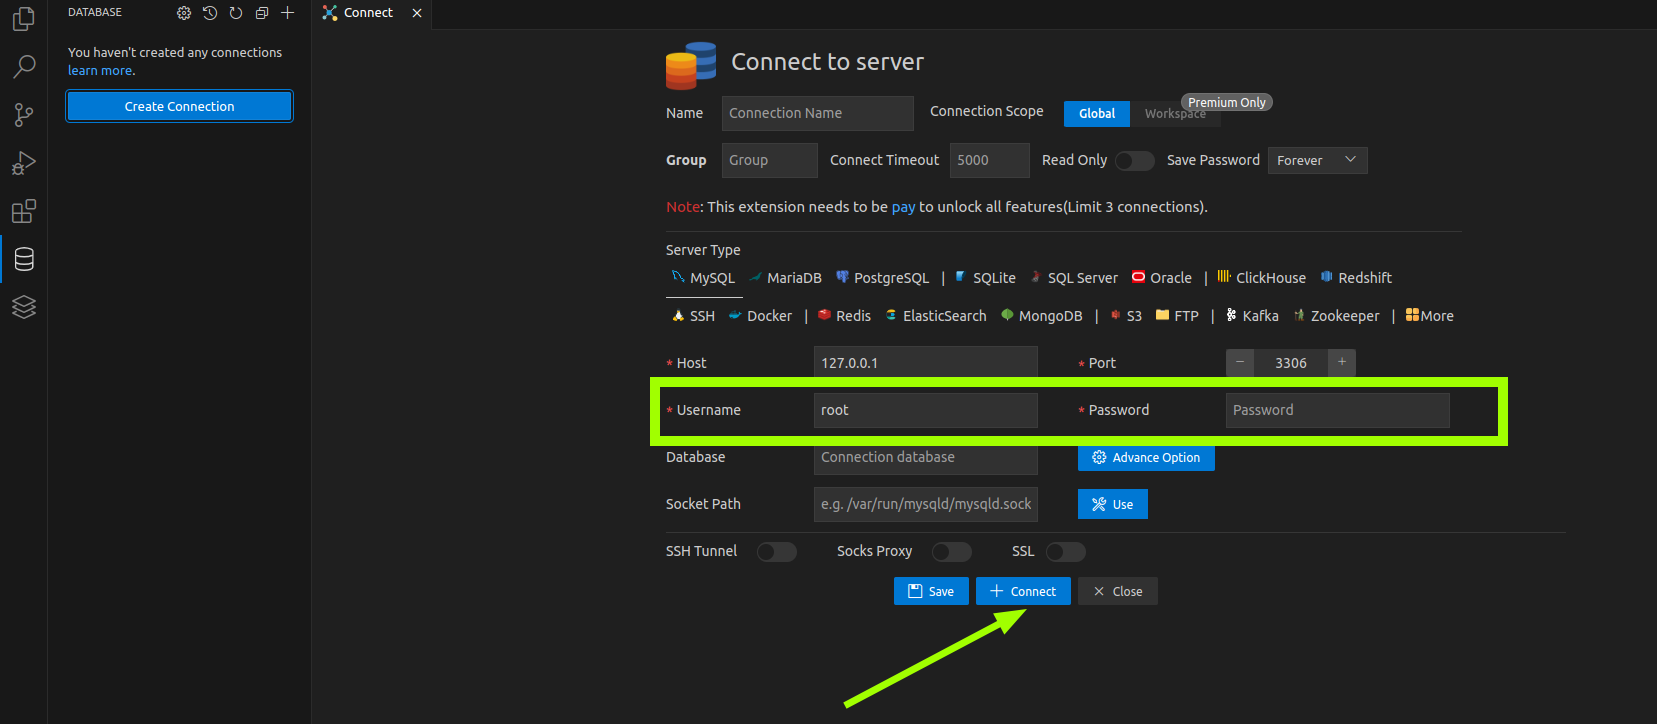 DATABASE
Connect
You haven't created any connections
learn more.
Create Connection
Connect to server
Name Connection Name Connection Scope Global Workspace Premium Only
Group Group Connect Timeout 5000 Read Only Save Password Forever
Note: This extension needs to be pay to unlock all features(Limit 3 connections).
Server Type
MySQL MariaDB PostgreSQL | SQLite SQL Server Oracle | ClickHouse Redshift
SSH Docker | Redis ElasticSearch MongoDB | S3 FTP | Kafka Zookeeper | More
* Host 127.0.0.1 * Port − 3306 +
* Username root * Password Password
Database Connection database Advance Option
Socket Path e.g. /var/run/mysqld/mysqld.sock Use
SSH Tunnel Socks Proxy SSL
Save Connect Close